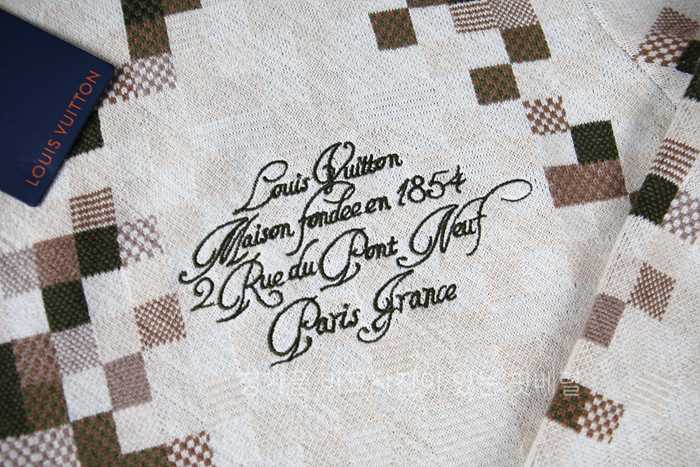 LOUIS VUITTON
Louis Vuitton
Maison fondee en 1854
2 Rue du Pont Neuf
Paris France